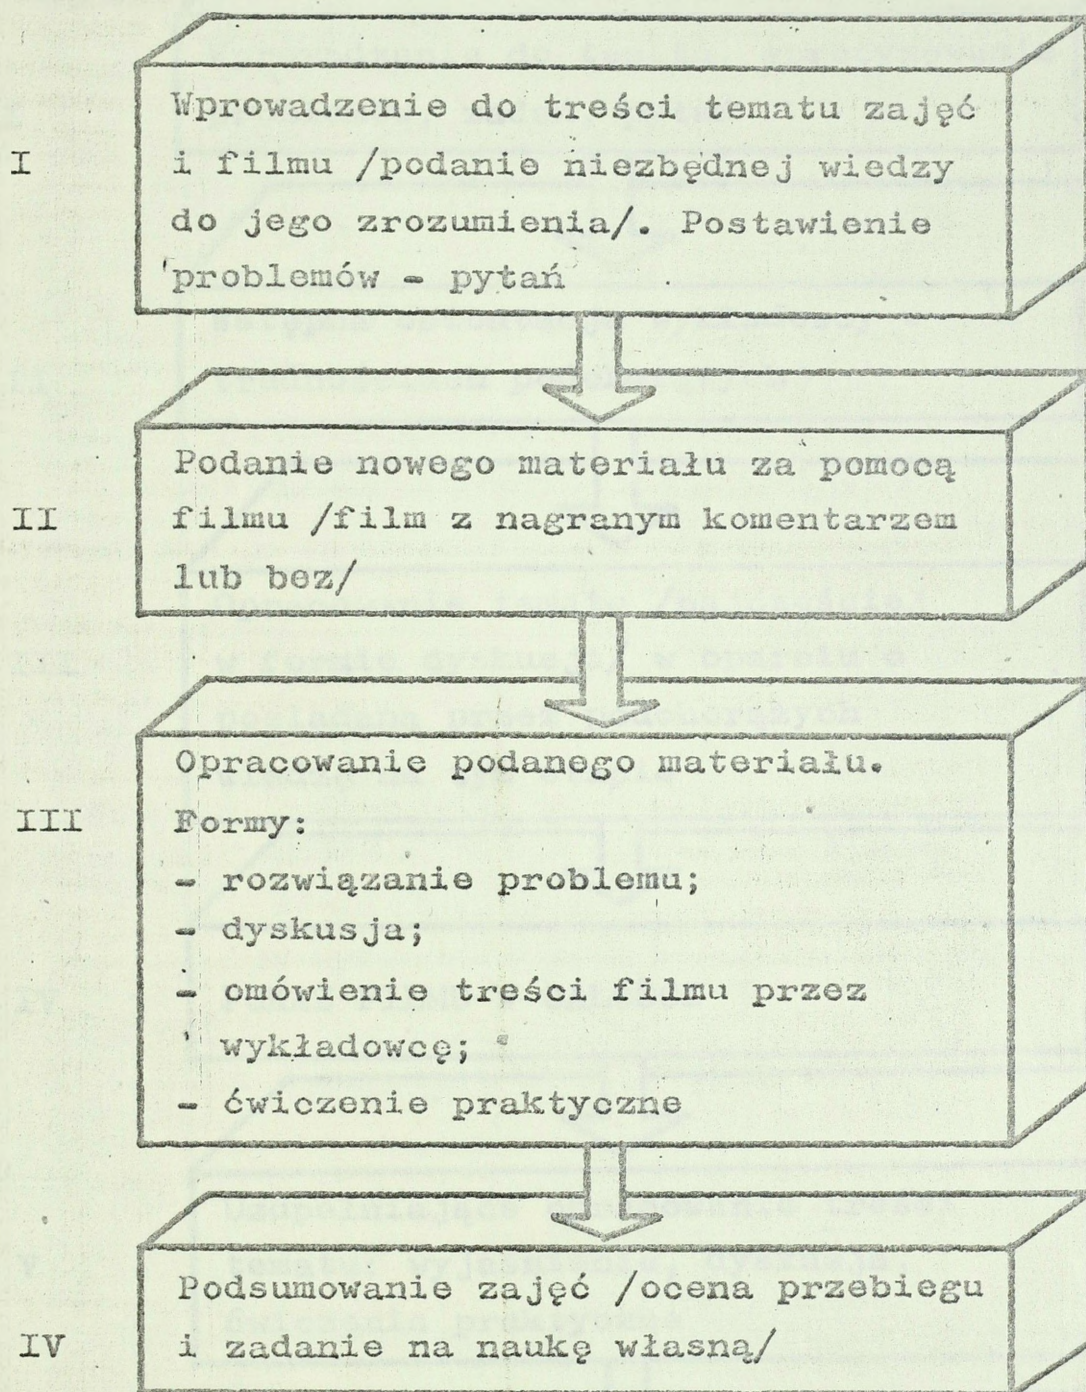 Wprowadzenie do treści tematu zajęć
I
i filmu /podanie niezbędnej wiedzy
do jego zrozumienia/. Postawienie
problemów - pytań
Podanie nowego materiału za pomocą
II
filmu /film z nagranym komentarzem
lub bez/
Opracowanie podanego materiału.
III
Formy:
- rozwiązanie problemu;
- dyskusja;
- omówienie treści filmu przez
wykładowcę;
- ćwiczenie praktyczne
Podsumowanie zajęć /ocena przebiegu
IV
i zadanie na naukę własną/